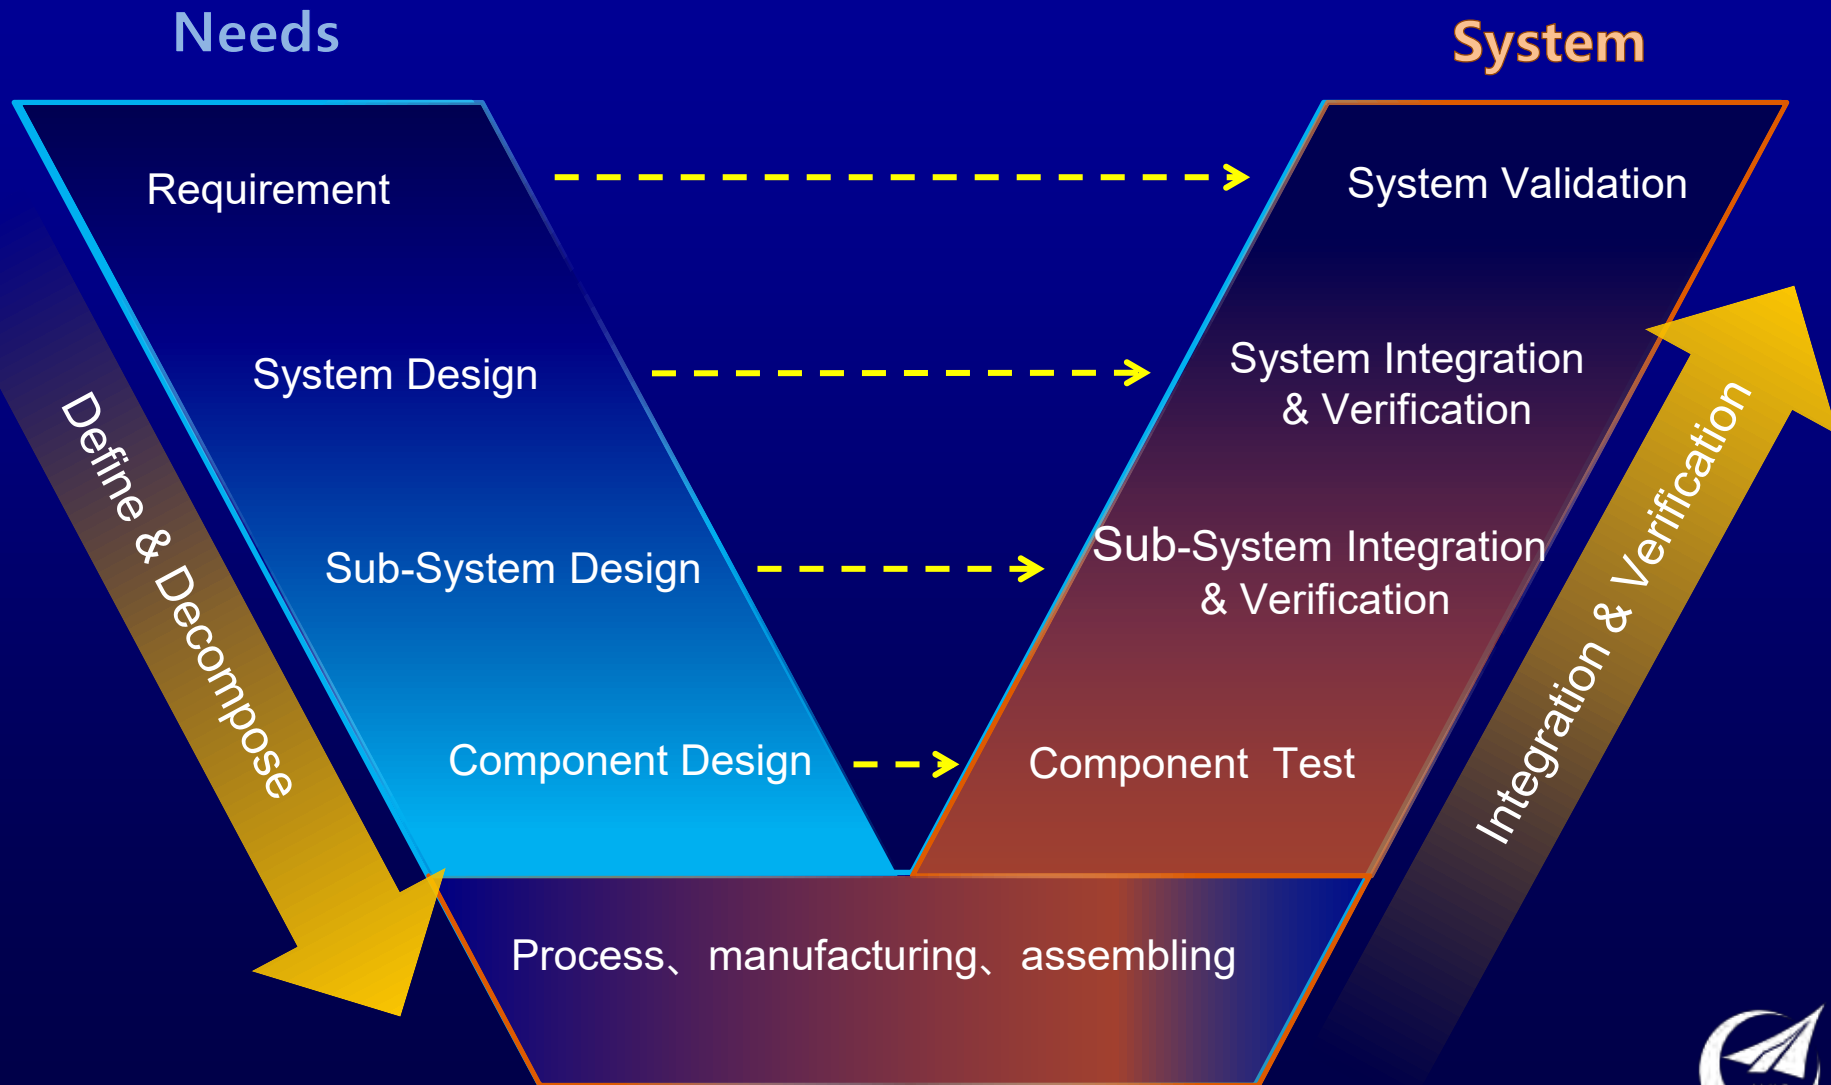 Needs
System
Requirement
System Validation
System Design
System Integration
& Verification
Define & Decompose
Sub-System Design
Sub-System Integration
& Verification
Integration & Verification
Component Design
Component Test
Process、manufacturing、assembling